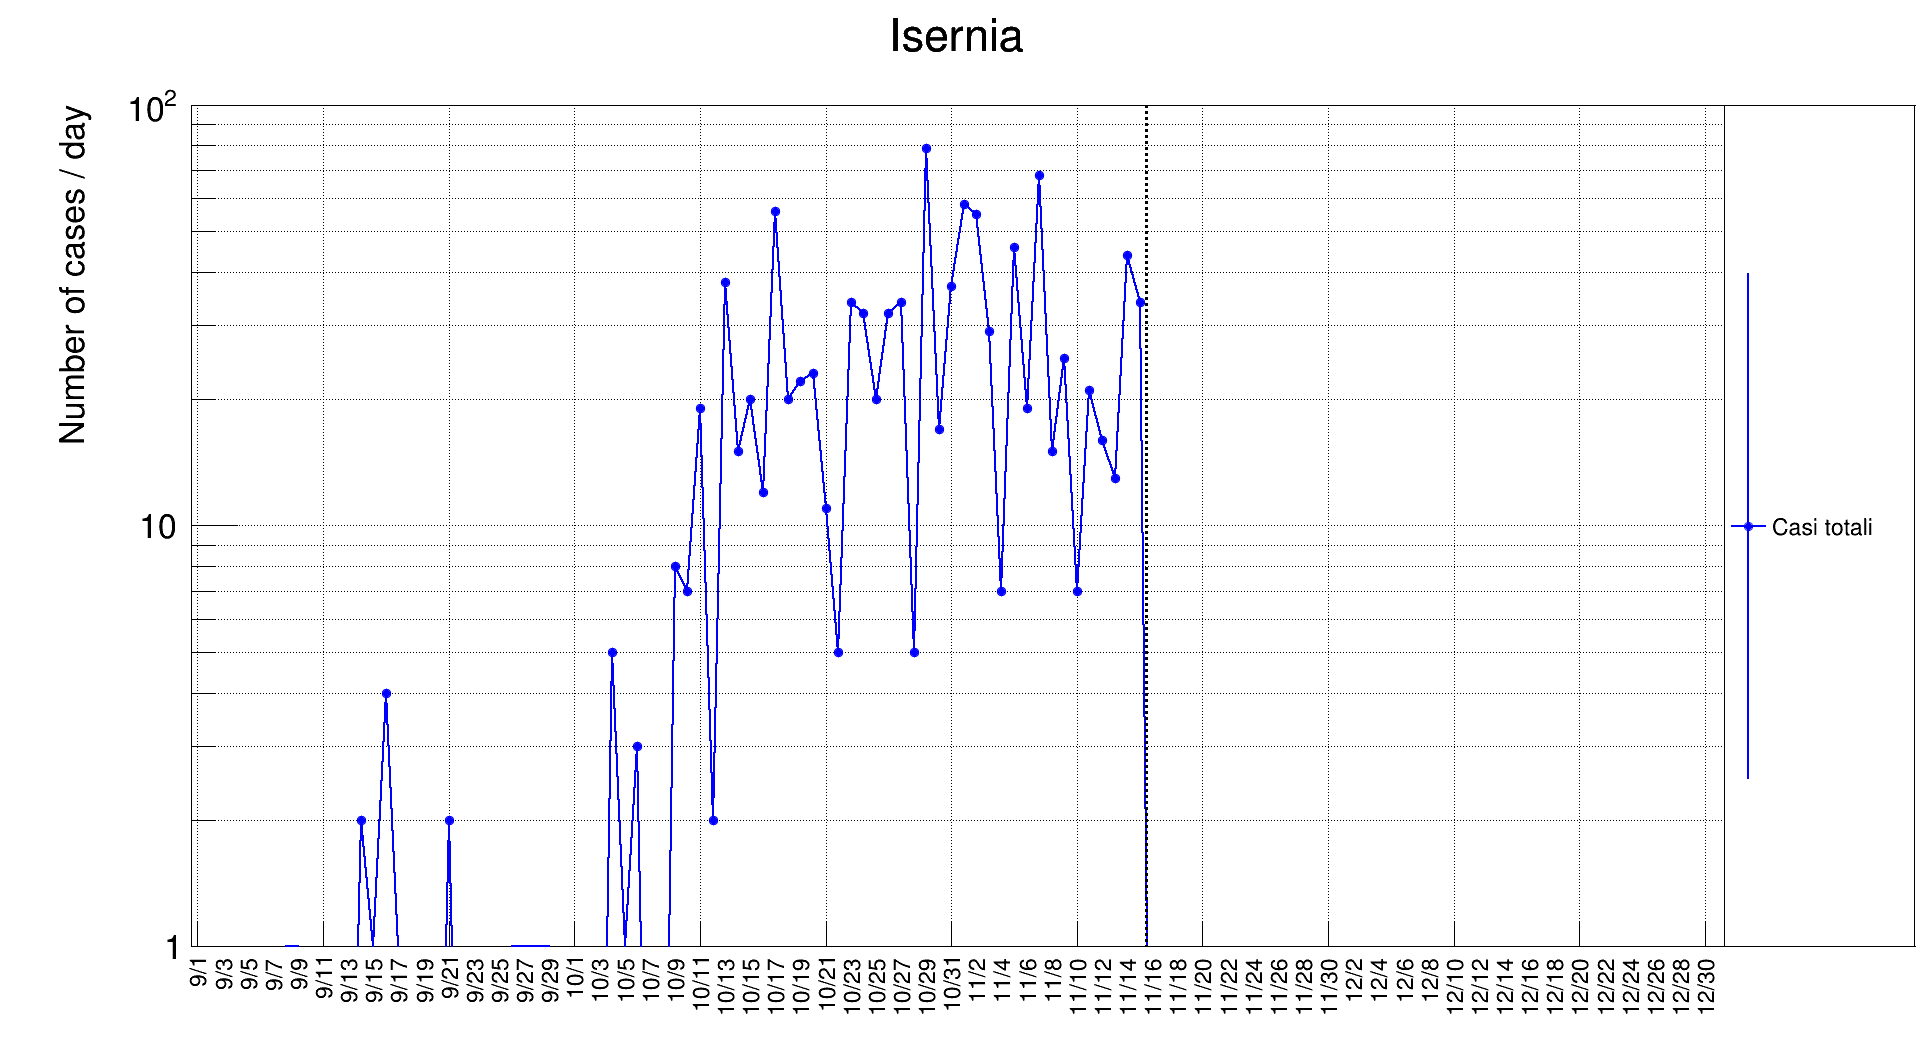 Isernia
Number of cases / day
10²
10
1
9/1 9/3 9/5 9/7 9/9 9/11 9/13 9/15 9/17 9/19 9/21 9/23 9/25 9/27 9/29 10/1 10/3 10/5 10/7 10/9 10/11 10/13 10/15 10/17 10/19 10/21 10/23 10/25 10/27 10/29 10/31 11/2 11/4 11/6 11/8 11/10 11/12 11/14 11/16 11/18 11/20 11/22 11/24 11/26 11/28 11/30 12/2 12/4 12/6 12/8 12/10 12/12 12/14 12/16 12/18 12/20 12/22 12/24 12/26 12/28 12/30
Casi totali